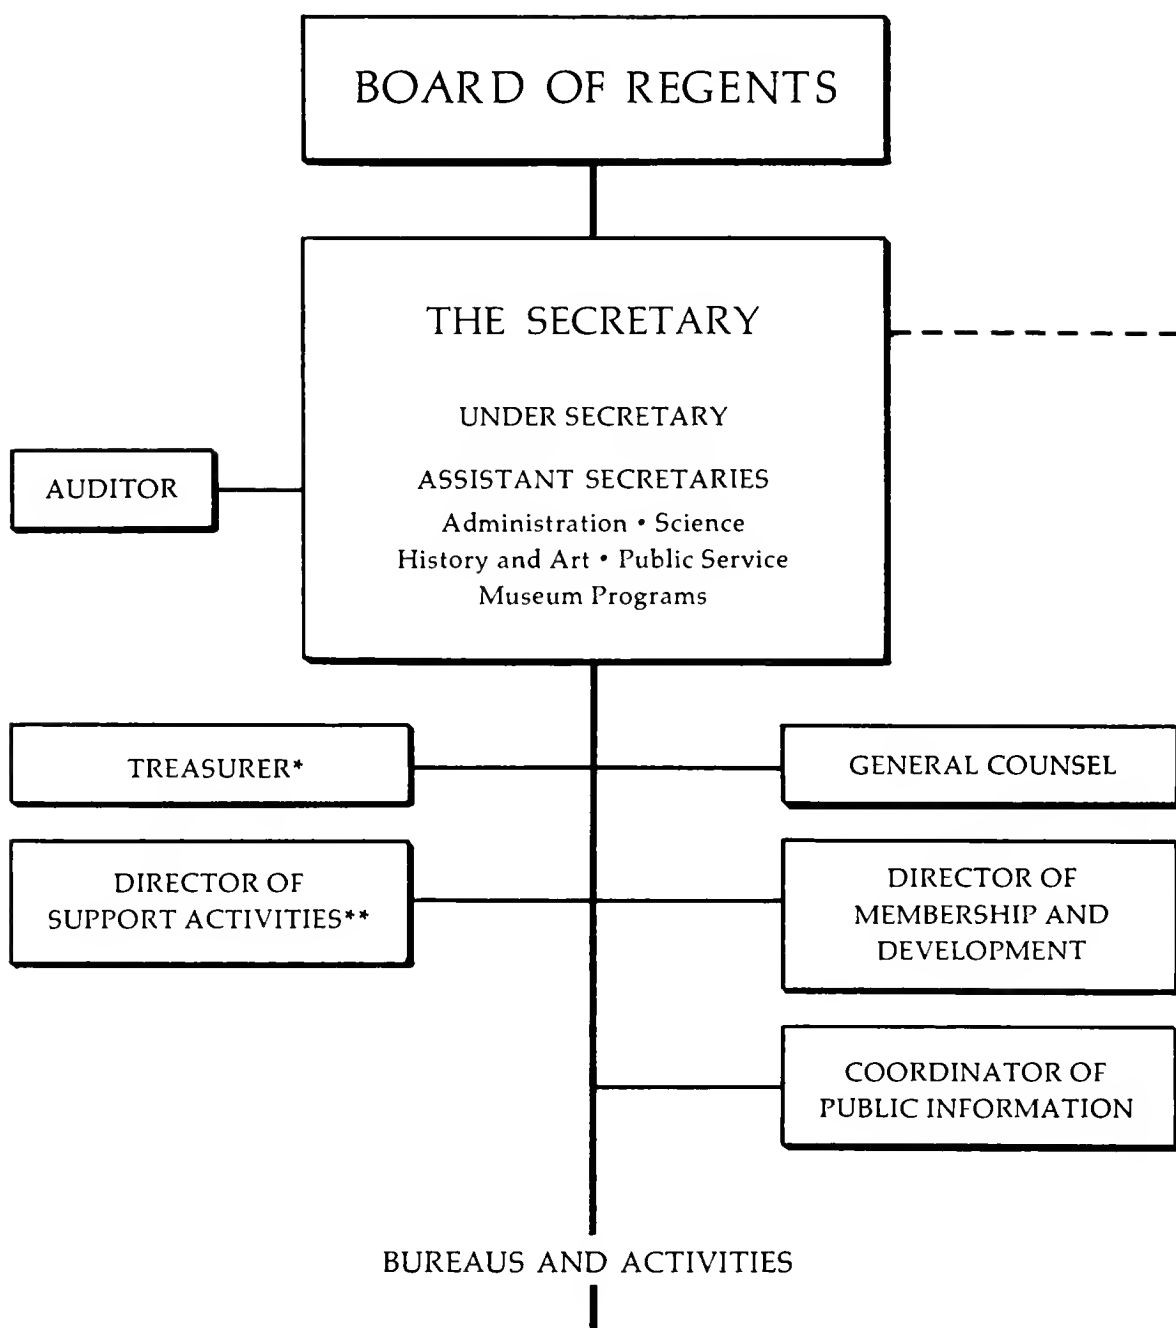 BOARD OF REGENTS
THE SECRETARY
UNDER SECRETARY
ASSISTANT SECRETARIES
Administration • Science
History and Art • Public Service
Museum Programs
AUDITOR
TREASURER*
GENERAL COUNSEL
DIRECTOR OF
SUPPORT ACTIVITIES**
DIRECTOR OF
MEMBERSHIP AND
DEVELOPMENT
COORDINATOR OF
PUBLIC INFORMATION
BUREAUS AND ACTIVITIES